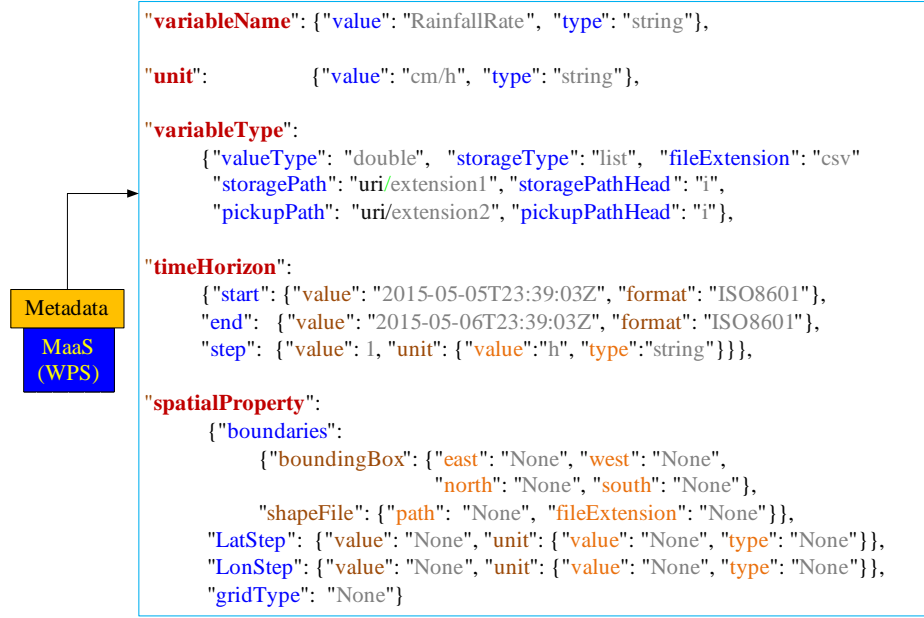 "variableName": {"value": "RainfallRate", "type": "string"},
"unit": {"value": "cm/h", "type": "string"},
"variableType":
{"valueType": "double", "storageType": "list", "fileExtension": "csv"
"storagePath": "uri/extension1", "storagePathHead": "i",
"pickupPath": "uri/extension2", "pickupPathHead": "i"},
"timeHorizon":
{"start": {"value": "2015-05-05T23:39:03Z", "format": "ISO8601"},
"end": {"value": "2015-05-06T23:39:03Z", "format": "ISO8601"},
"step": {"value": 1, "unit": {"value":"h", "type":"string"}}},
"spatialProperty":
{"boundaries":
{"boundingBox": {"east": "None", "west": "None",
"north": "None", "south": "None"},
"shapeFile": {"path": "None", "fileExtension": "None"}},
"LatStep": {"value": "None", "unit": {"value": "None", "type": "None"}},
"LonStep": {"value": "None", "unit": {"value": "None", "type": "None"}},
"gridType": "None"}
Metadata
MaaS
(WPS)